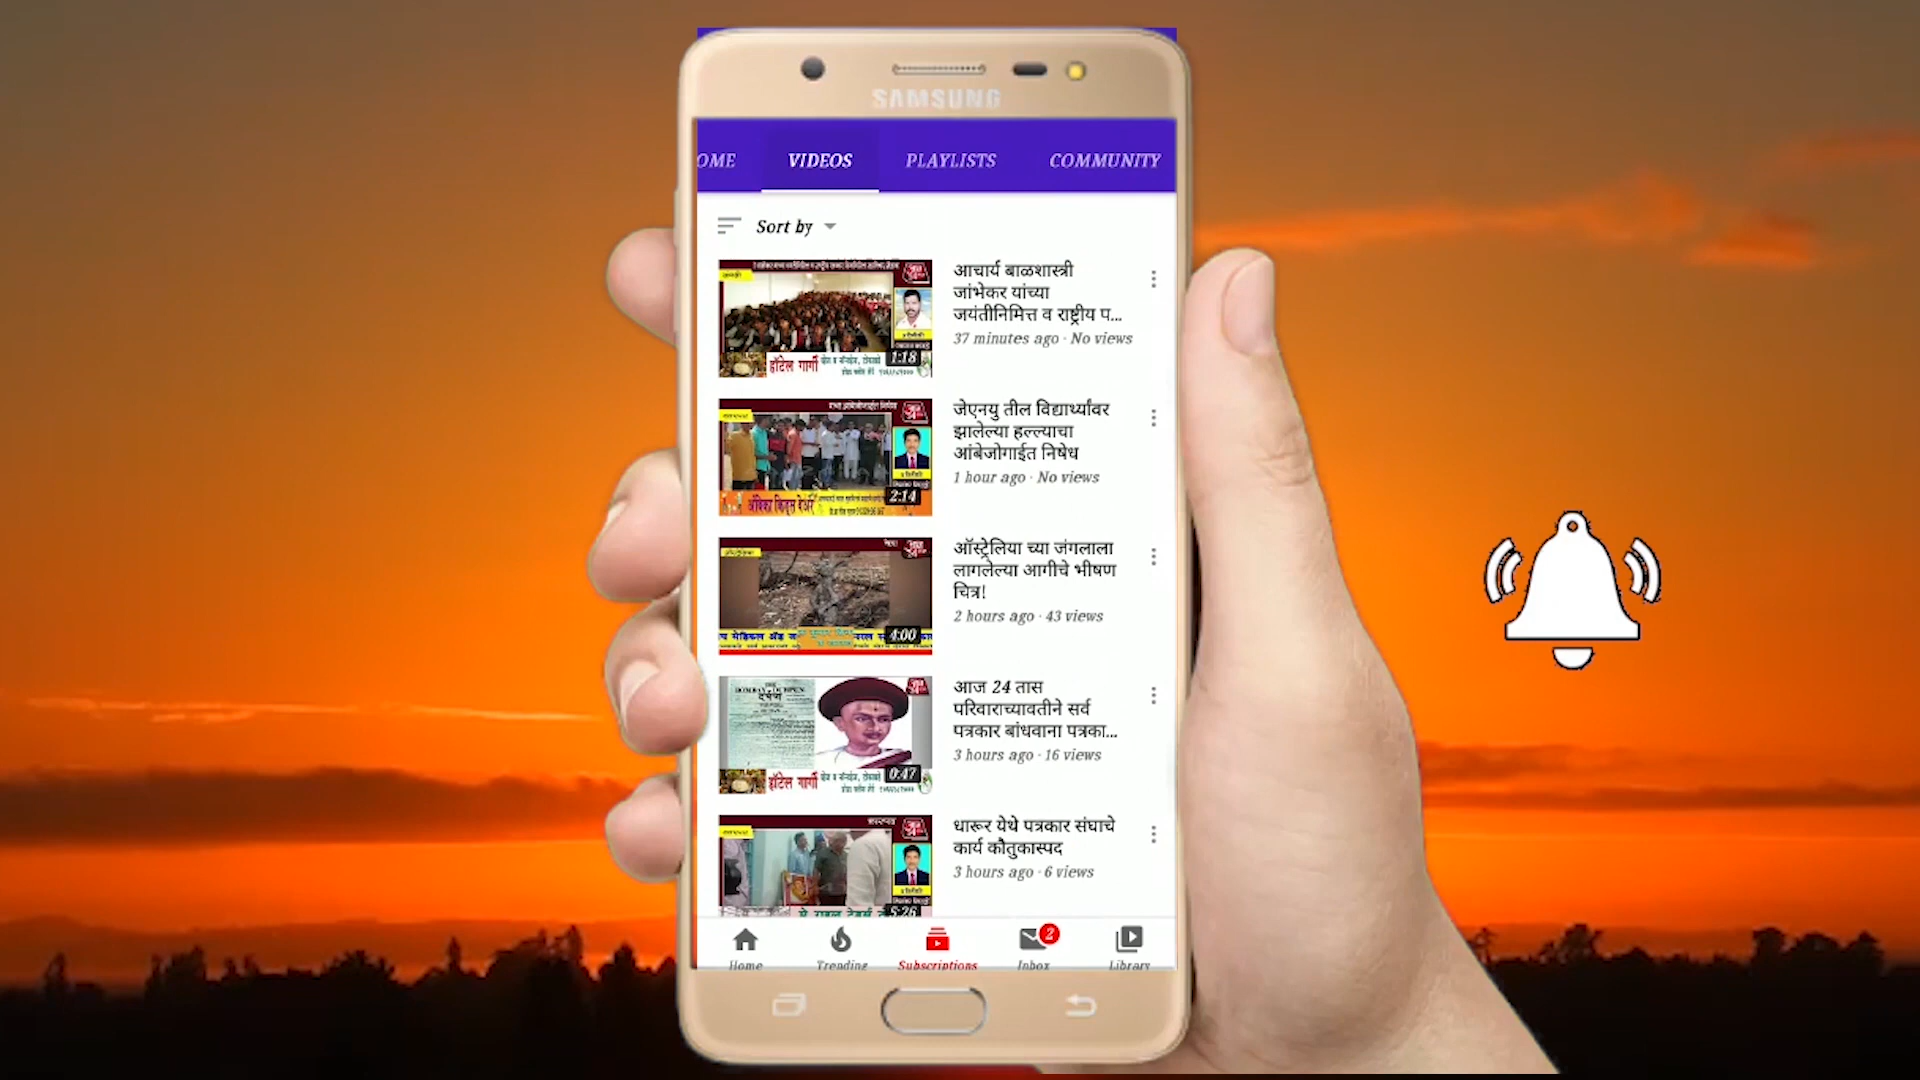 SAMSUNG
OME VIDEOS PLAYLISTS COMMUNITY
Sort by
आचार्य बाळशास्त्री
जांभेकर यांच्या
जयंतीनिमित्त व राष्ट्रीय प...
37 minutes ago · No views
हॉटेल गार्गी
1:18
जेएनयु तील विद्यार्थ्यांवर
झालेल्या हल्ल्याचा
आंबेजोगाईत निषेध
1 hour ago · No views
अंबिका किड्स वेअर
2:14
ऑस्ट्रेलिया च्या जंगलाला
लागलेल्या आगीचे भीषण
चित्र!
2 hours ago · 43 views
4:00
आज 24 तास
परिवाराच्यावतीने सर्व
पत्रकार बांधवाना पत्रका...
3 hours ago · 16 views
दर्पण
हॉटेल गार्गी
0:47
धारूर येथे पत्रकार संघाचे
कार्य कौतुकास्पद
3 hours ago · 6 views
5:26
2
Home Trending Subscriptions Inbox Library